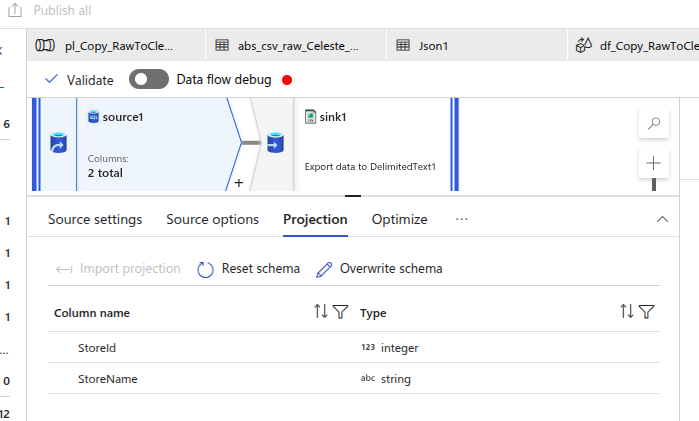 Publish all
pl_Copy_RawToCle...
abs_csv_raw_Celeste_...
Json1
df_Copy_RawToCle
Validate
Data flow debug
6
SQL
source1
Columns:
2 total
+
sink1
Export data to DelimitedText1
Source settings
Source options
Projection
Optimize
...
1
1
1
1
...
0
12
Import projection
Reset schema
Overwrite schema
Column name
Type
StoreId
123 integer
StoreName
abc string